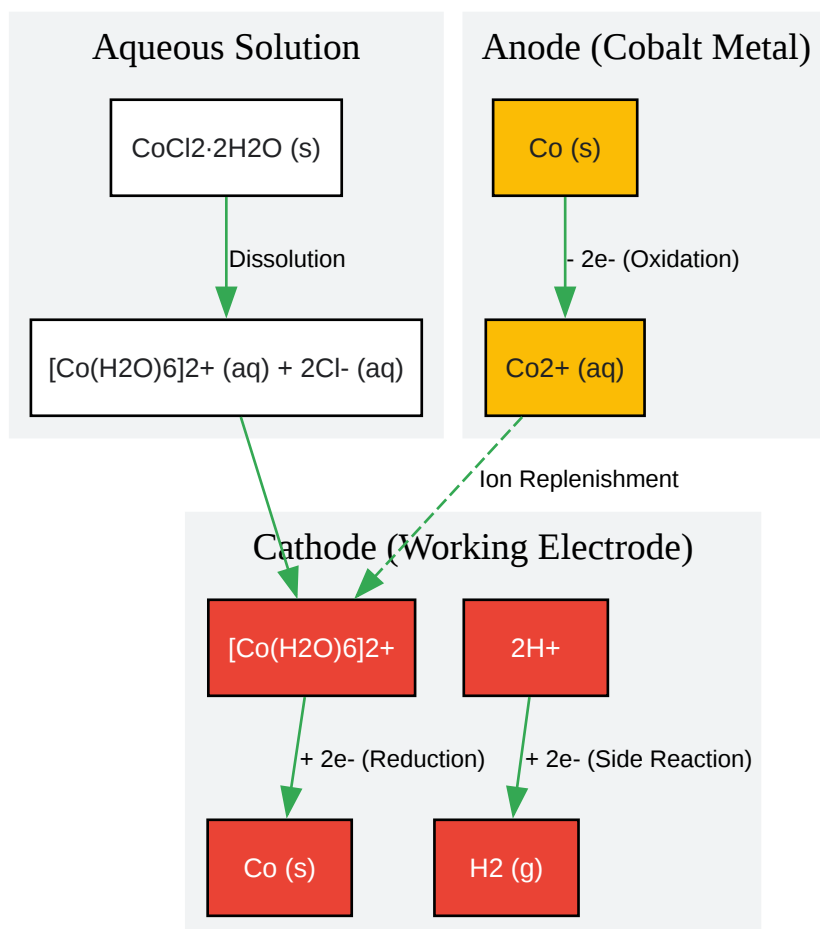 Aqueous Solution
CoCl2·2H2O (s)
Dissolution
[Co(H2O)6]2+ (aq) + 2Cl- (aq)
Anode (Cobalt Metal)
Co (s)
- 2e- (Oxidation)
Co2+ (aq)
Ion Replenishment
Cathode (Working Electrode)
[Co(H2O)6]2+
2H+
+ 2e- (Reduction)
+ 2e- (Side Reaction)
Co (s)
H2 (g)